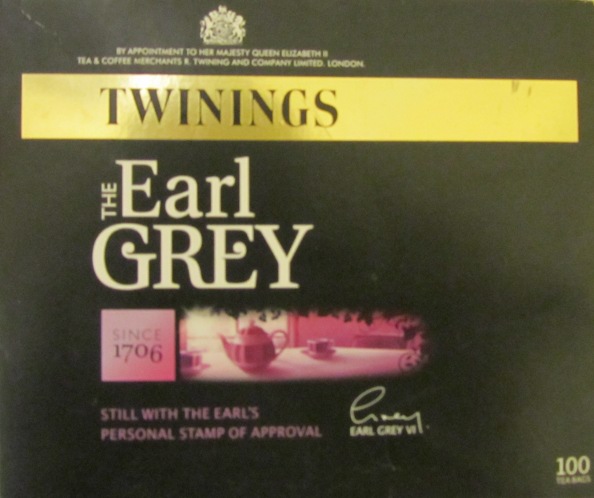 BY APPOINTMENT TO HER MAJESTY QUEEN ELIZABETH II
TEA & COFFEE MERCHANTS R. TWINING AND COMPANY LIMITED. LONDON.
TWININGS
THE Earl
GREY
SINCE
1706
STILL WITH THE EARL'S
PERSONAL STAMP OF APPROVAL
Grey
EARL GREY VI
100
TEA BAGS